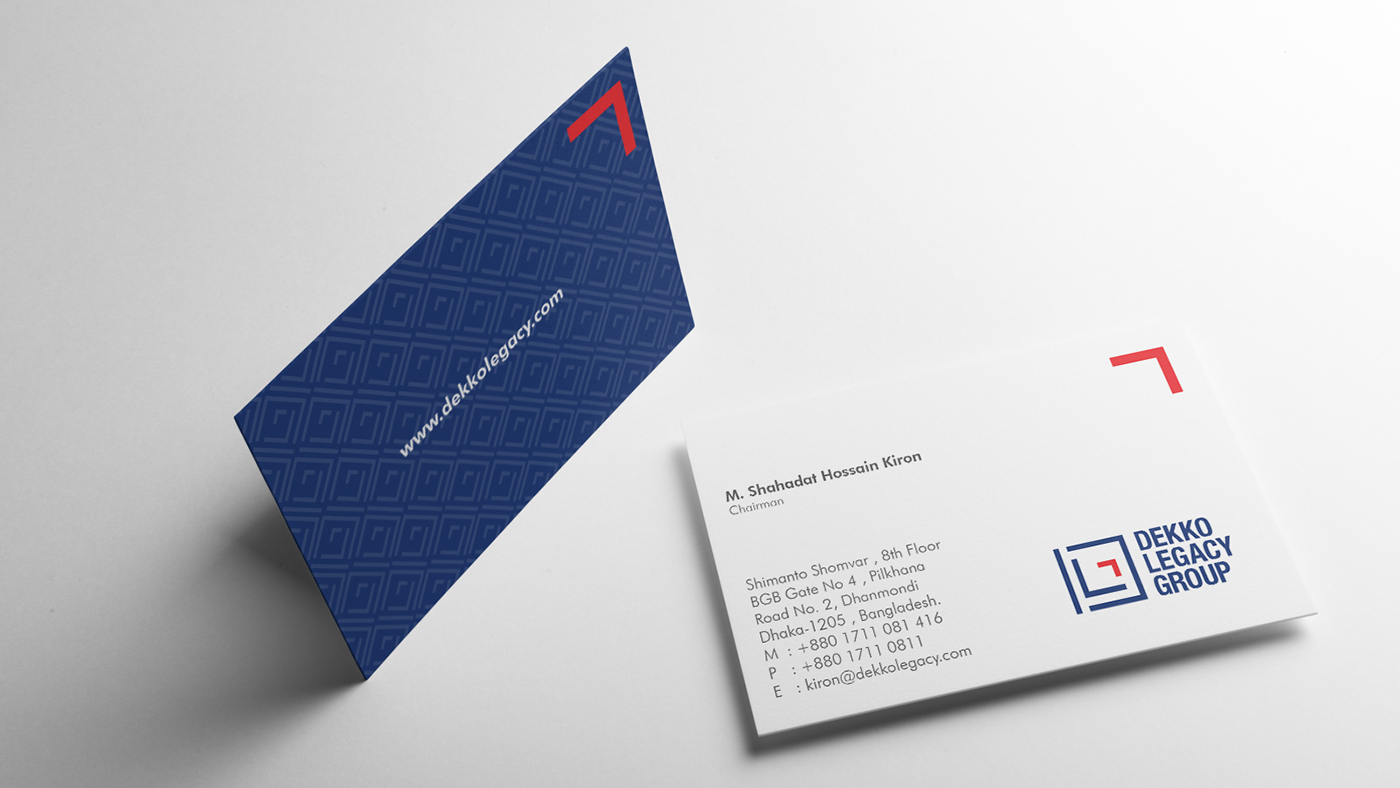 www.dekkolegacy.com
M. Shahadat Hossain Kiron
Chairman
Shimanto Shomvar , 8th Floor
BGB Gate No 4 , Pilkhana
Road No. 2, Dhanmondi
Dhaka-1205 , Bangladesh.
M : +880 1711 081 416
P : +880 1711 0811
E : kiron@dekkolegacy.com
DEKKO
LEGACY
GROUP